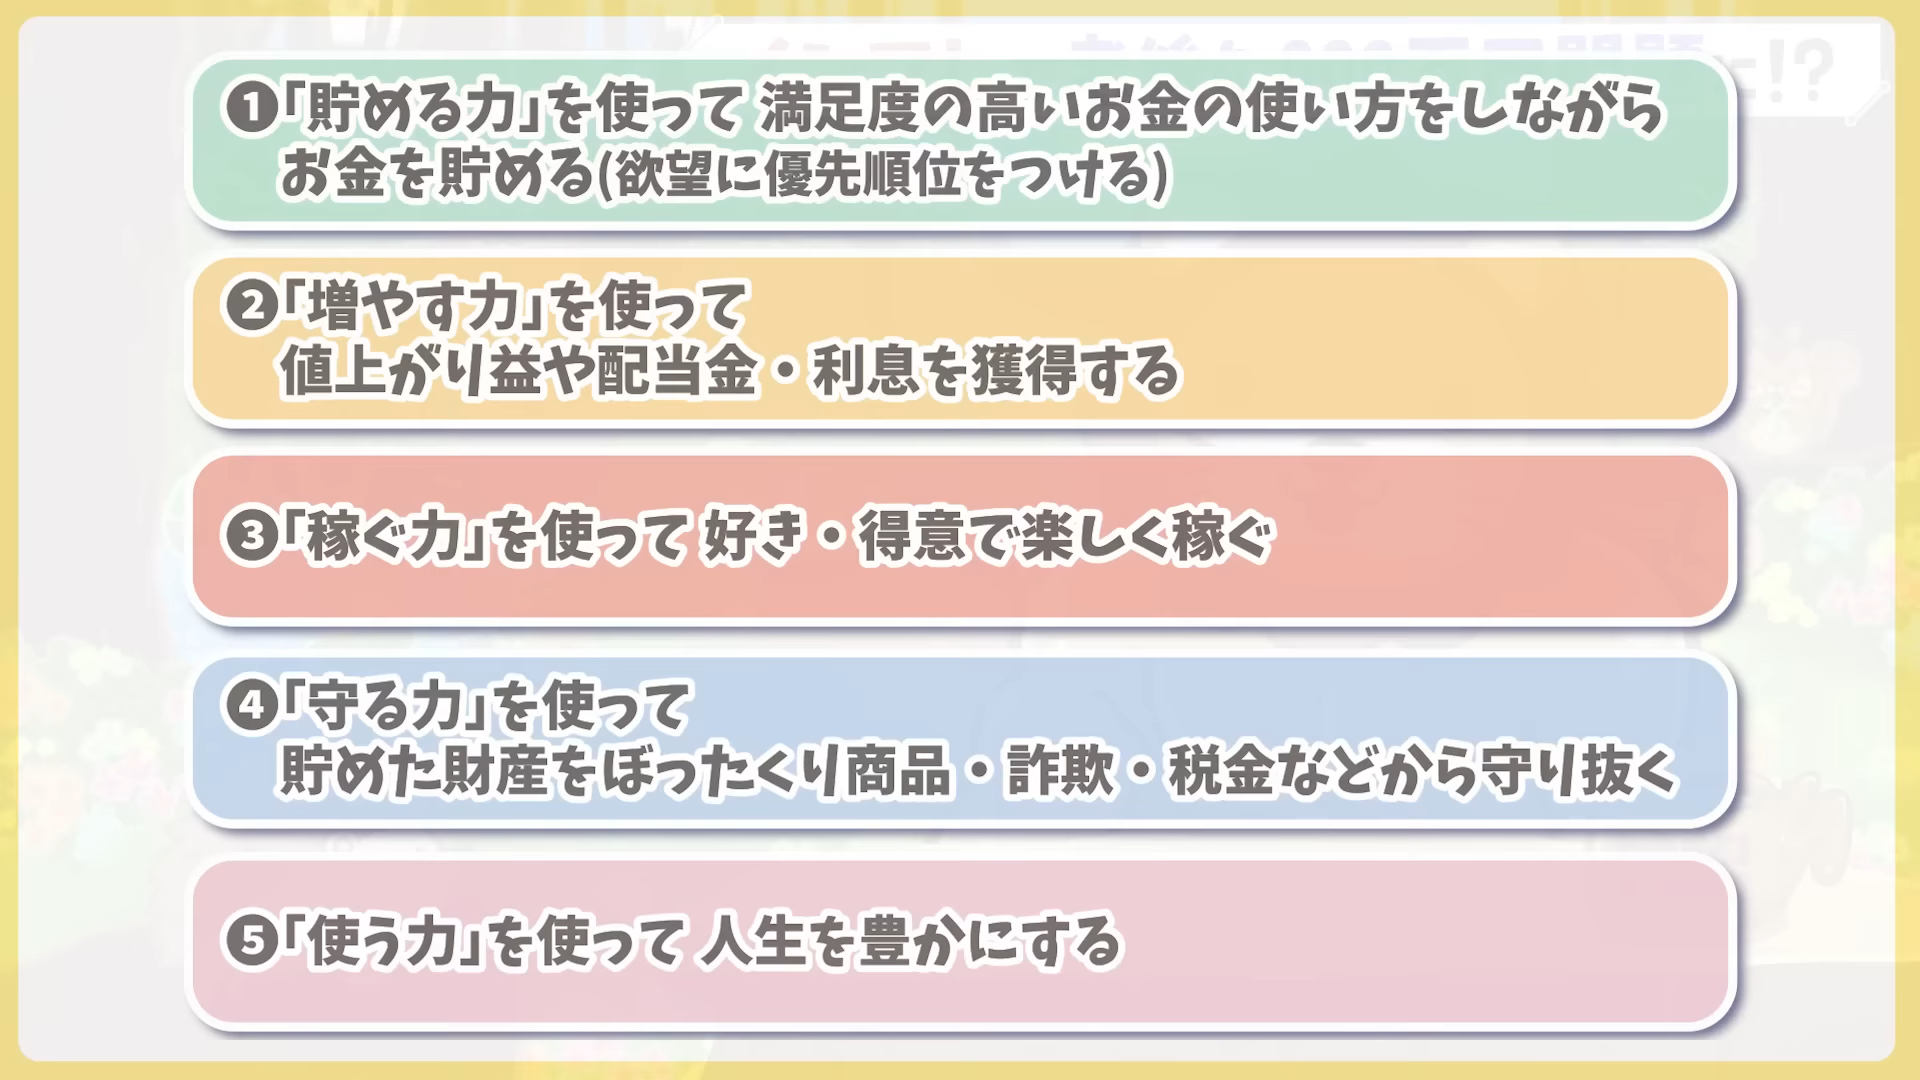 ❶「貯める力」を使って 満足度の高いお金の使い方をしながら
お金を貯める(欲望に優先順位をつける)
❷「増やす力」を使って
値上がり益や配当金・利息を獲得する
❸「稼ぐ力」を使って 好き・得意で楽しく稼ぐ
❹「守る力」を使って
貯めた財産をぼったくり商品・詐欺・税金などから守り抜く
❺「使う力」を使って 人生を豊かにする